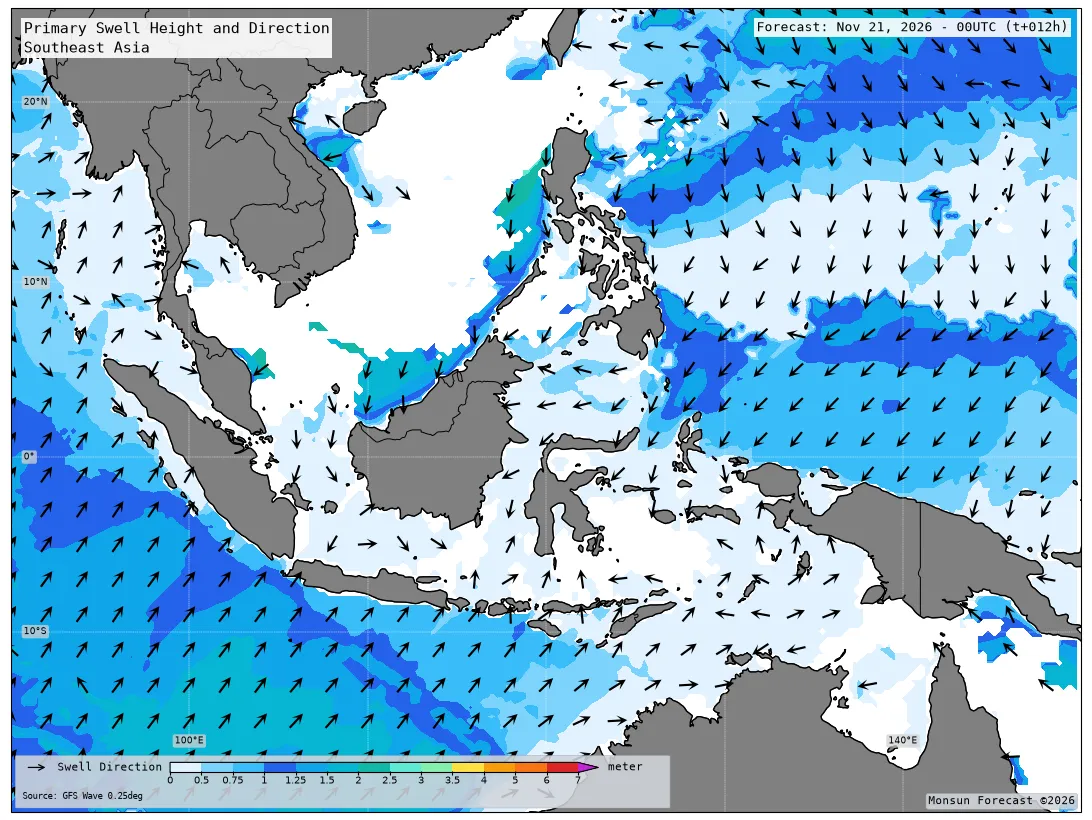 Primary Swell Height and Direction
Southeast Asia
Forecast: Nov 21, 2026 - 00UTC (t+012h)
20°N
10°N
0°
10°S
100°E
140°E
Swell Direction
0 0.5 0.75 1 1.25 1.5 2 2.5 3 3.5 4 5 6 7
meter
Source: GFS Wave 0.25deg
Monsun Forecast ©2026